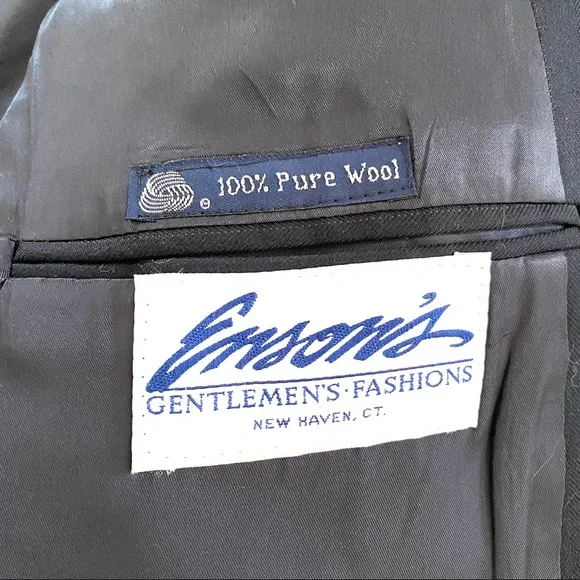 100% Pure Wool
Enson's
GENTLEMEN'S·FASHIONS
NEW HAVEN, CT.